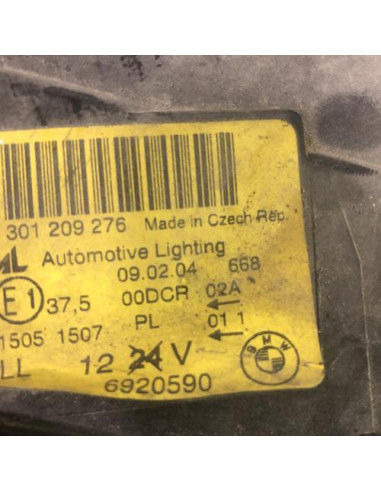 301 209 276 Made in Czech Rep.
AL Automotive Lighting
09.02.04 668
E1 37,5 00DCR 02A
1505 1507 PL 01 1
LL 12 24 V
6920590
BMW